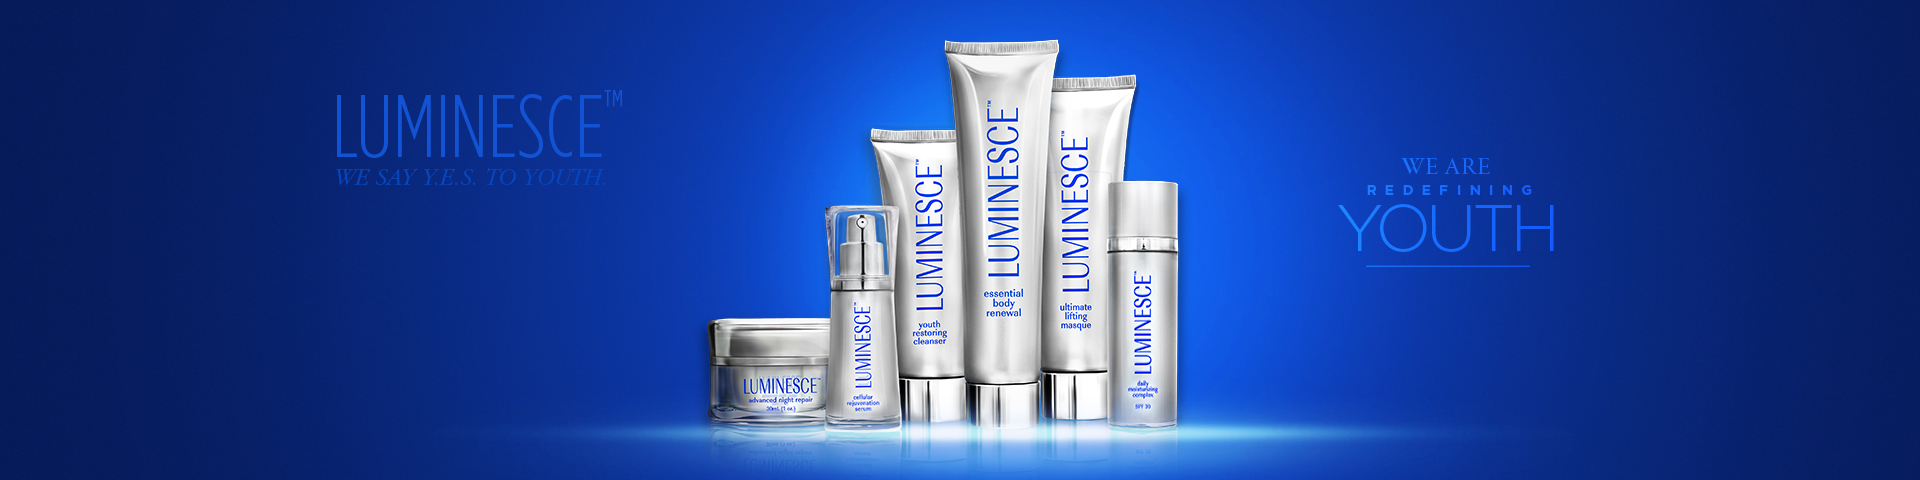 LUMINESCE™
WE SAY Y.E.S. TO YOUTH.
LUMINESCE™
advanced night repair
30mL (1 oz.)
LUMINESCE™
cellular
rejuvenation
serum
LUMINESCE™
youth
restoring
cleanser
LUMINESCE™
essential
body
renewal
LUMINESCE™
ultimate
lifting
masque
LUMINESCE™
daily
moisturizing
complex
SPF 30
WE ARE
REDEFINING
YOUTH